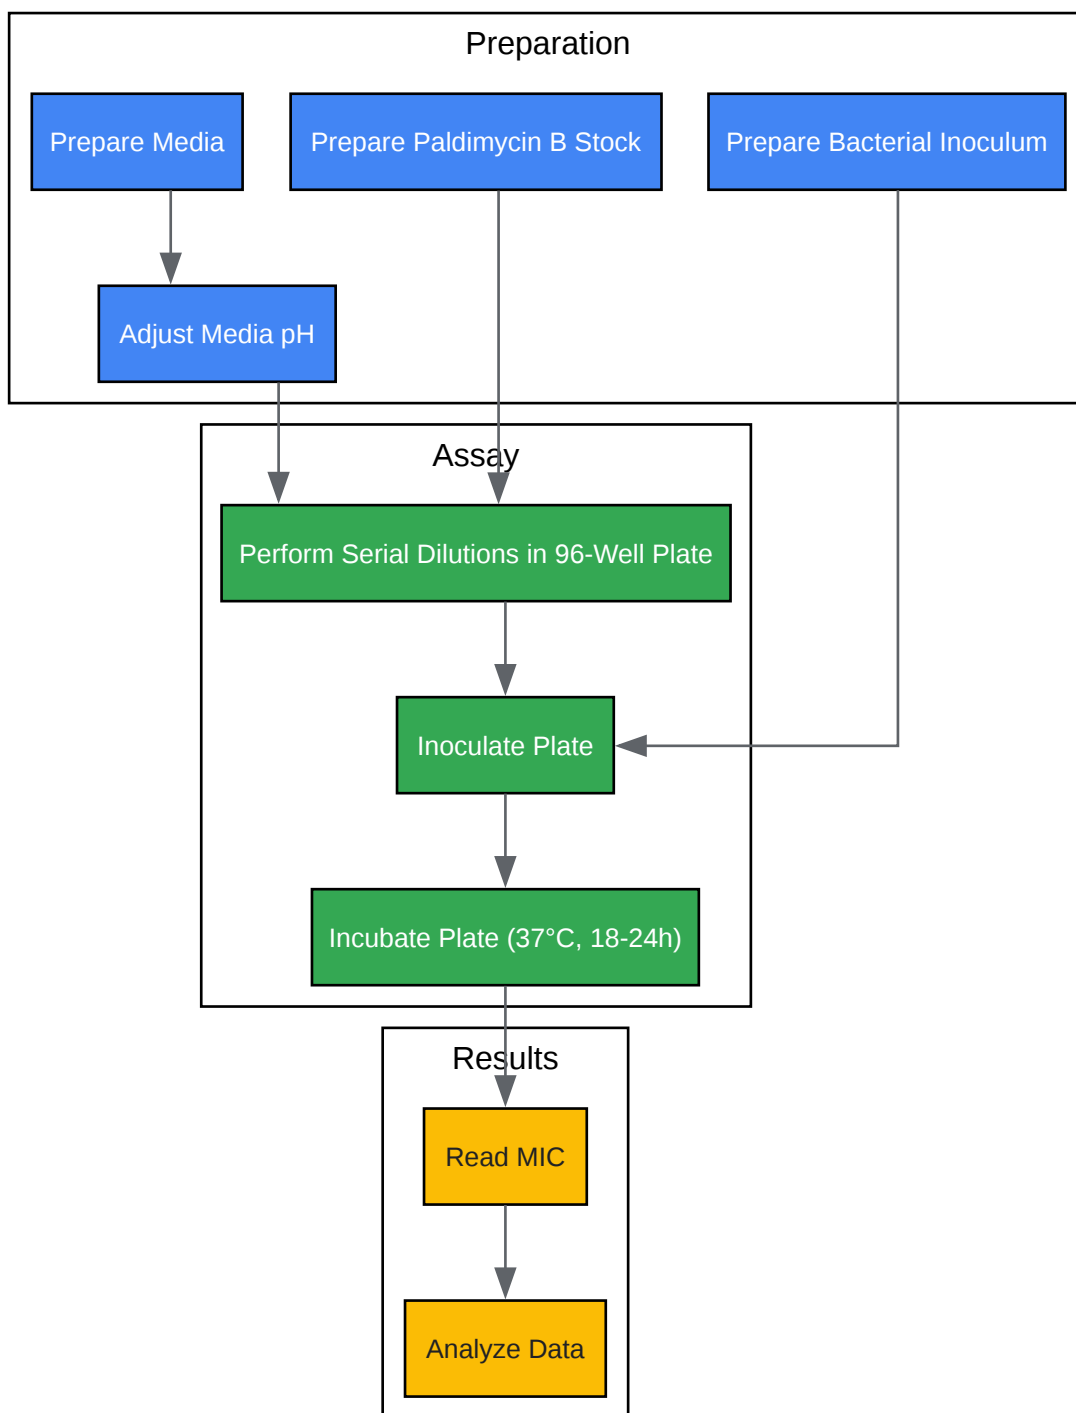 Preparation
Prepare Media
Prepare Paldimycin B Stock
Prepare Bacterial Inoculum
Adjust Media pH
Assay
Perform Serial Dilutions in 96-Well Plate
Inoculate Plate
Incubate Plate (37°C, 18-24h)
Results
Read MIC
Analyze Data